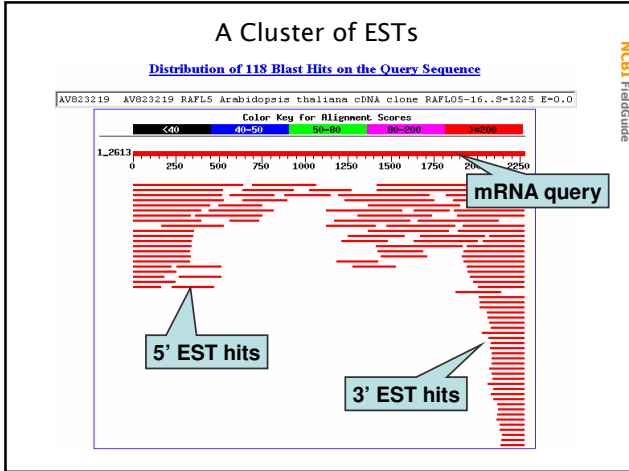 A Cluster of ESTs
NCBI FieldGuide
Distribution of 118 Blast Hits on the Query Sequence
AV823219 AV823219 RAFL5 Arabidopsis thaliana cDNA clone RAFL05-16..S=1225 E=0.0
Color Key for Alignment Scores
<40 40-50 50-80 80-200 >=200
1_2613
0 250 500 750 1000 1250 1500 1750 2000 2250
mRNA query
5’ EST hits
3’ EST hits